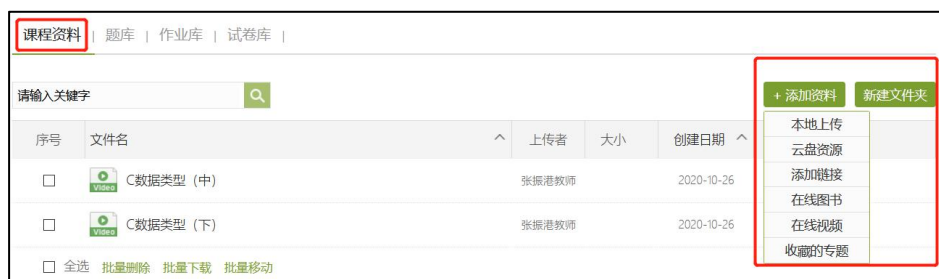 课程资料 | 题库 | 作业库 | 试卷库 |
请输入关键字
+ 添加资料 新建文件夹
本地上传
云盘资源
添加链接
在线图书
在线视频
收藏的专题
序号 文件名 上传者 大小 创建日期
Video C数据类型（中） 张振港教师 2020-10-26
Video C数据类型（下） 张振港教师 2020-10-26
全选 批量删除 批量下载 批量移动